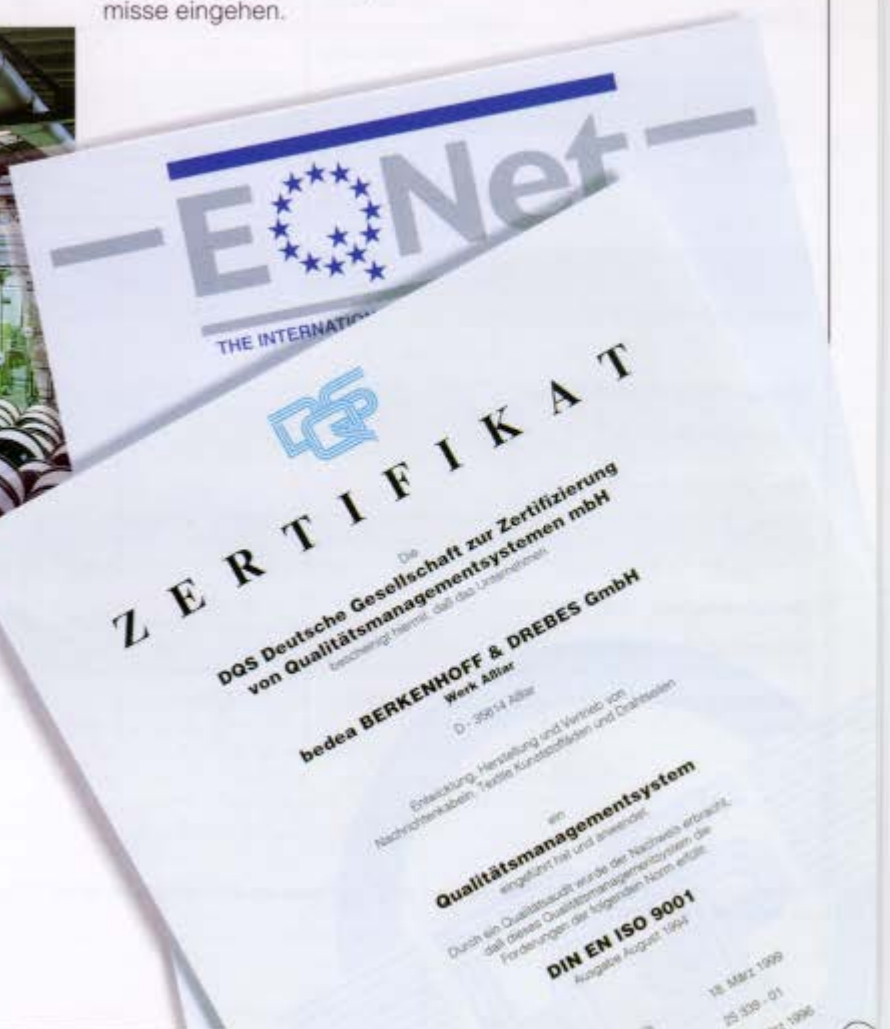 misse eingehen.
EQNet
THE INTERNATIO
DQS
ZERTIFIKAT
Die
DQS Deutsche Gesellschaft zur Zertifizierung
von Qualitätsmanagementsystemen mbH
bescheinigt hiermit, daß das Unternehmen
bedea BERKENHOFF & DREBES GmbH
Werk Aßlar
D - 35614 Aßlar
Entwicklung, Herstellung und Vertrieb von
Nachrichtenkabeln, Textile Kunststoffäden und Drahtseilen
ein
Qualitätsmanagementsystem
eingeführt hat und anwendet.
Durch ein Qualitätsaudit wurde der Nachweis erbracht,
daß dieses Qualitätsmanagementsystem die
Forderungen der folgenden Norm erfüllt:
DIN EN ISO 9001
Ausgabe August 1994
18. März 1999
25 339 - 01
1996